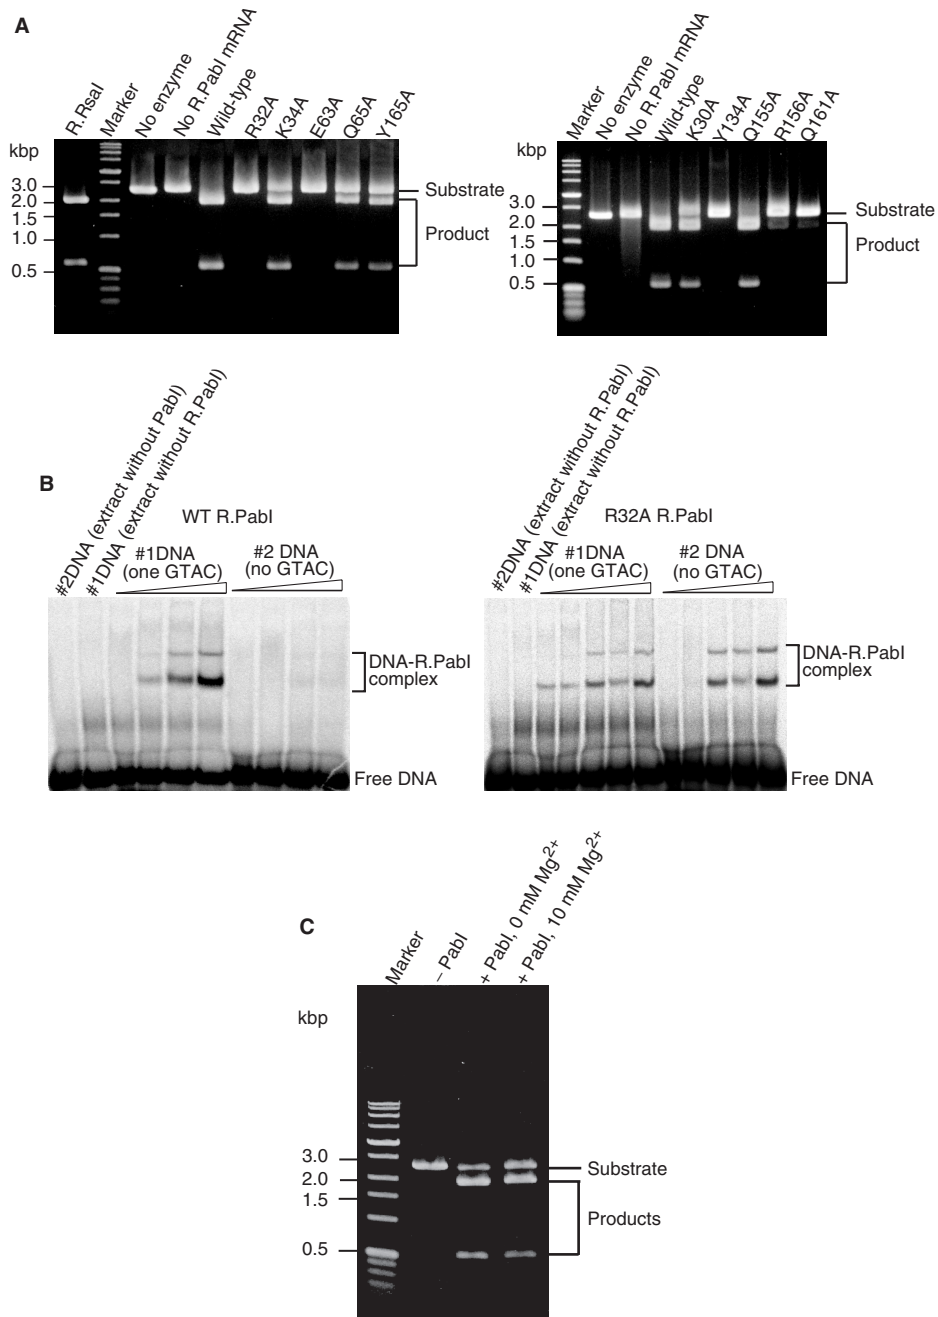 A
R.RsaI
Marker
No enzyme
No R.PabI mRNA
Wild-type
R32A
K34A
E63A
Q65A
Y165A
kbp
3.0
2.0
1.5
1.0
0.5
Substrate
Product
Marker
No enzyme
No R.PabI mRNA
Wild-type
K30A
Y134A
Q155A
R156A
Q161A
kbp
3.0
2.0
1.5
1.0
0.5
Substrate
Product
B
#2DNA (extract without PabI)
#1DNA (extract without R.PabI)
WT R.PabI
#1DNA
(one GTAC)
#2 DNA
(no GTAC)
DNA-R.PabI
complex
Free DNA
#2DNA (extract without R.PabI)
#1DNA (extract without R.PabI)
R32A R.PabI
#1DNA
(one GTAC)
#2 DNA
(no GTAC)
DNA-R.PabI
complex
Free DNA
C
Marker
– PabI
+ PabI, 0 mM Mg2+
+ PabI, 10 mM Mg2+
kbp
3.0
2.0
1.5
0.5
Substrate
Products